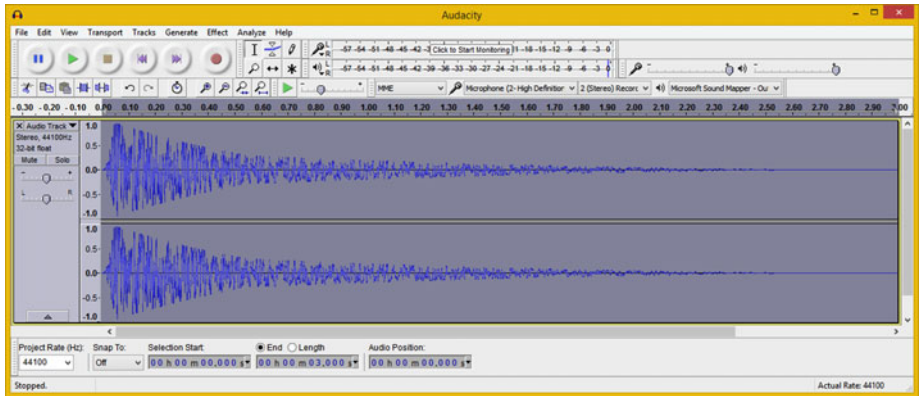 Audacity
File Edit View Transport Tracks Generate Effect Analyze Help
L R -57 -54 -51 -48 -45 -42 -3 Click to Start Monitoring 1 -18 -15 -12 -9 -6 -3 0
L R -57 -54 -51 -48 -45 -42 -39 -36 -33 -30 -27 -24 -21 -18 -15 -12 -9 -6 -3 0
MME Microphone (2- High Definitior 2 (Stereo) Recorc Microsoft Sound Mapper - Ou
-0.30 -0.20 -0.10 0.00 0.10 0.20 0.30 0.40 0.50 0.60 0.70 0.80 0.90 1.00 1.10 1.20 1.30 1.40 1.50 1.60 1.70 1.80 1.90 2.00 2.10 2.20 2.30 2.40 2.50 2.60 2.70 2.80 2.90 3.00
X Audio Track 1.0
Stereo, 44100Hz
32-bit float 0.5
Mute Solo
- + 0.0
L R -0.5
-1.0
1.0
0.5
0.0
-0.5
-1.0
Project Rate (Hz): Snap To: Selection Start: End Length Audio Position:
44100 Off 00 h 00 m 00.000 s 00 h 00 m 03.000 s 00 h 00 m 00.000 s
Stopped. Actual Rate: 44100